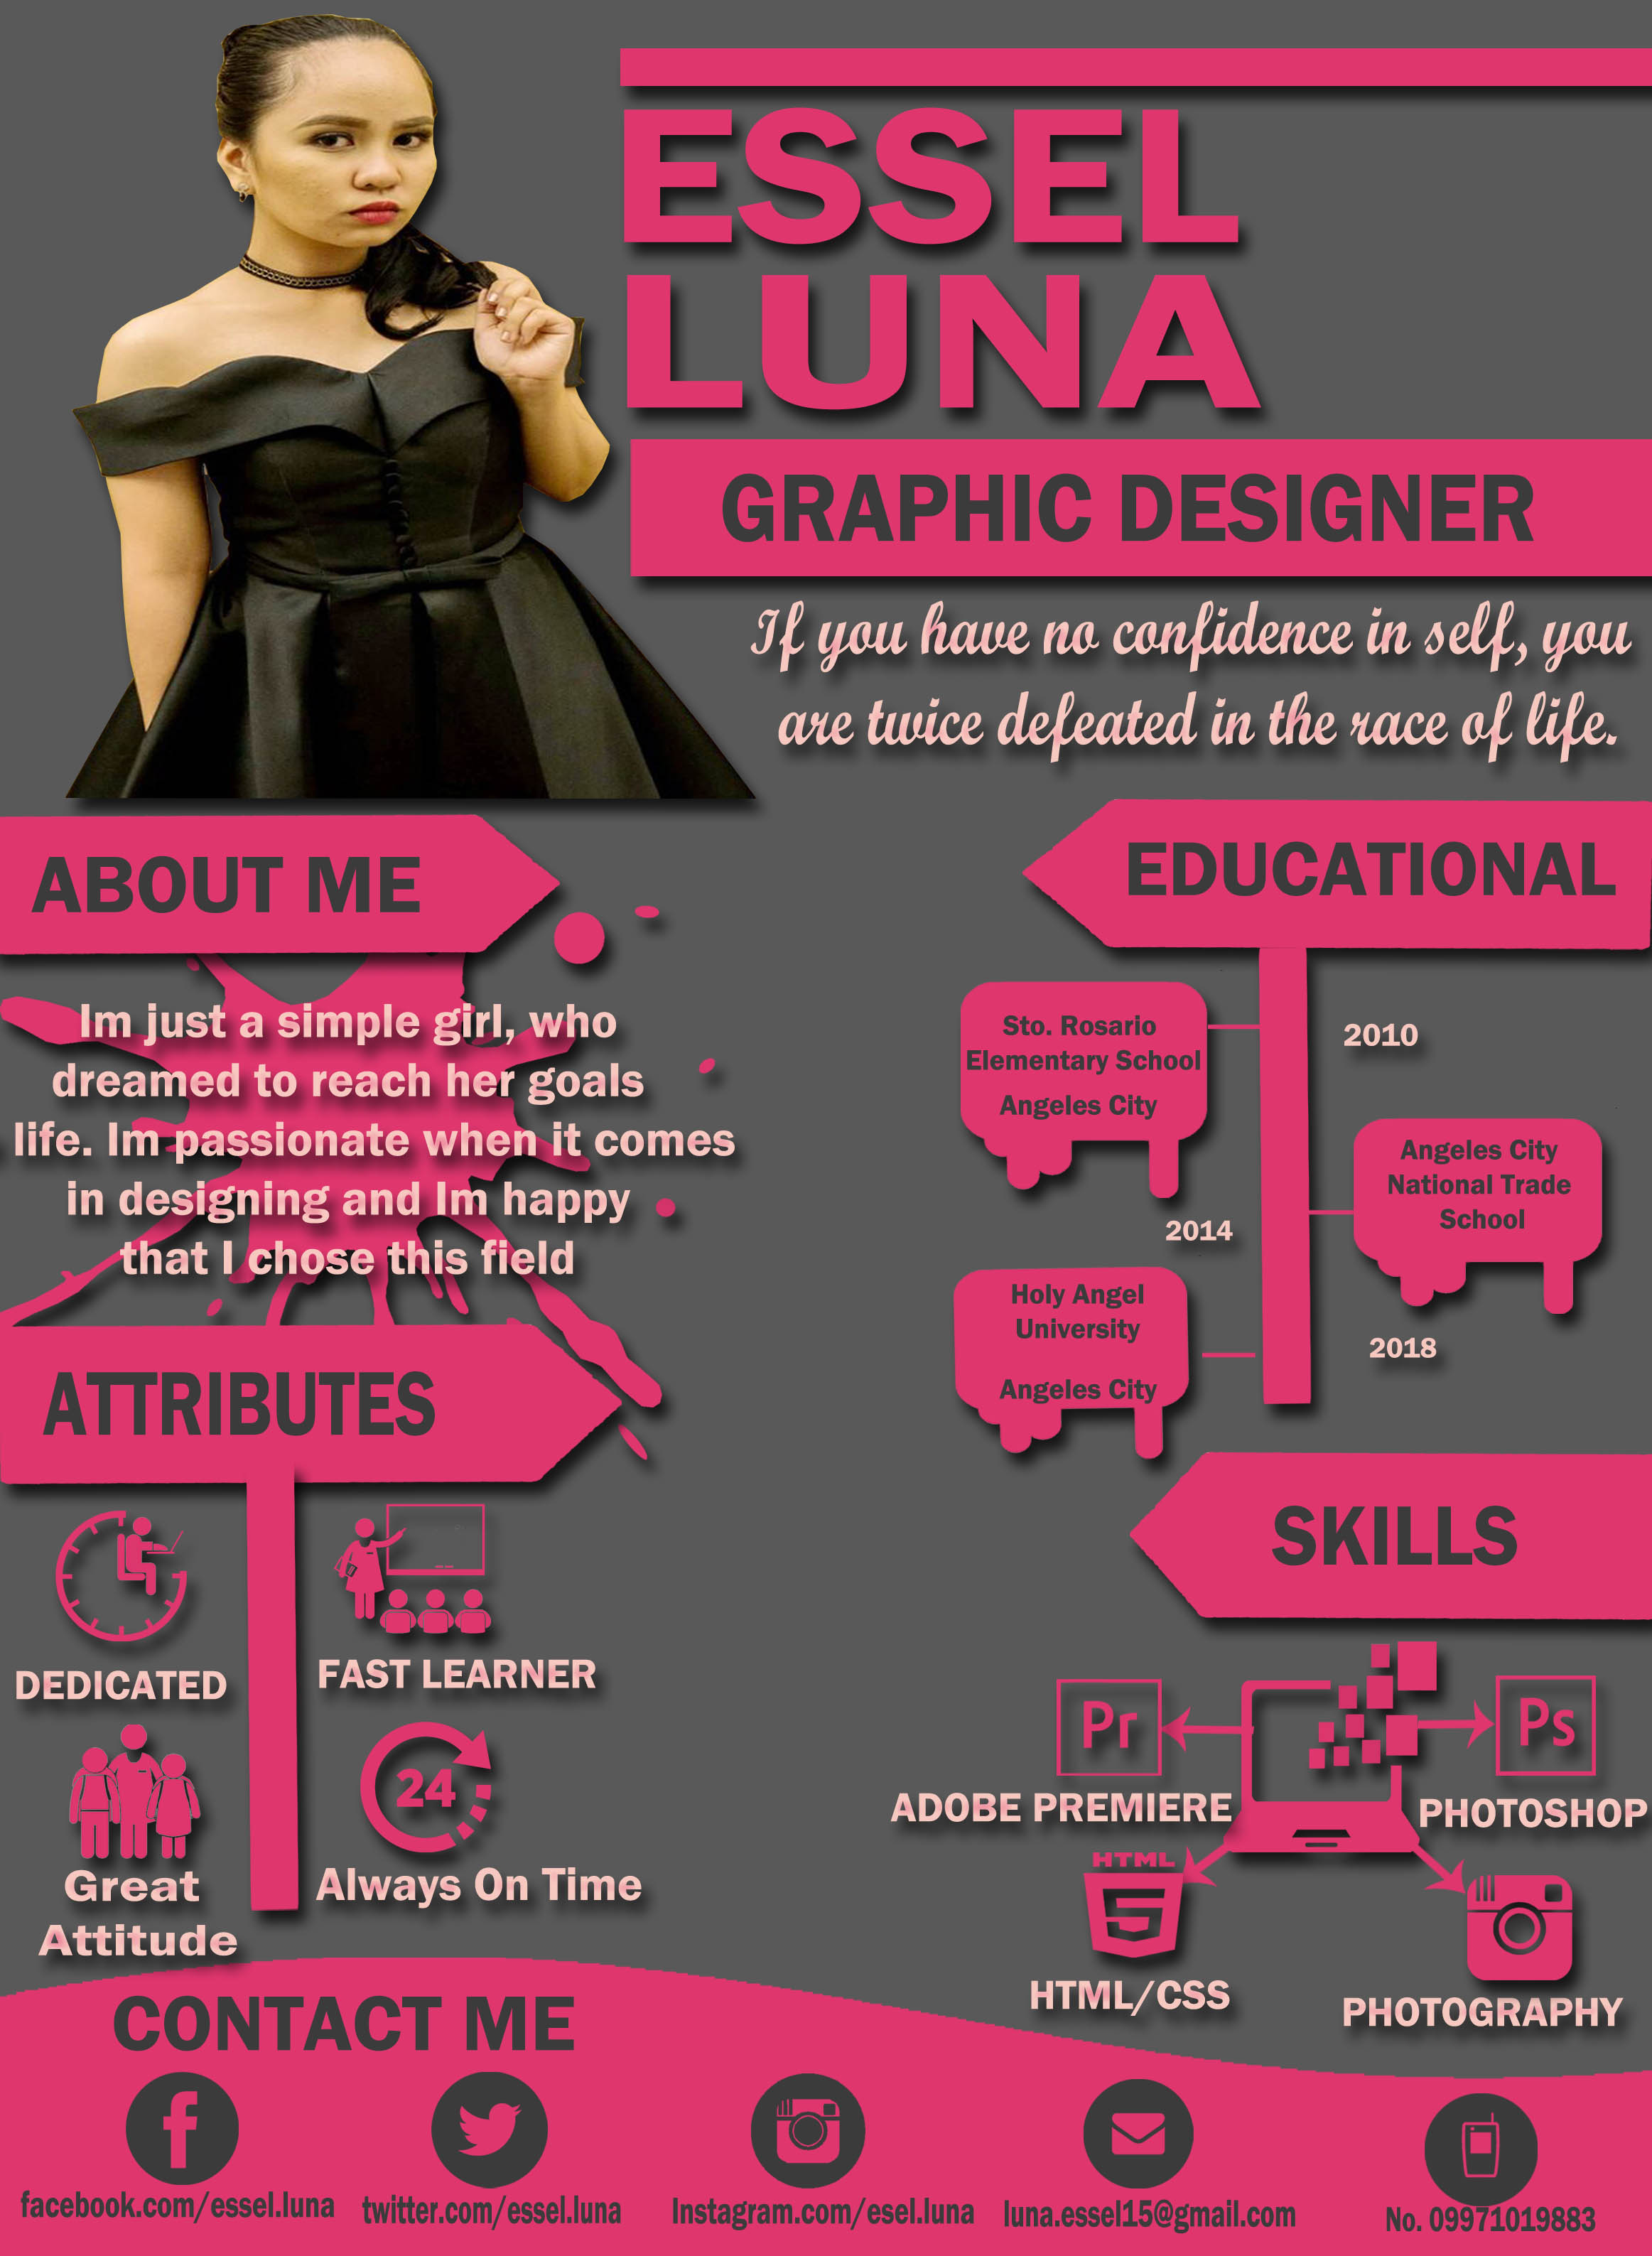 ESSEL
LUNA
GRAPHIC DESIGNER
If you have no confidence in self, you
are twice defeated in the race of life.
ABOUT ME
Im just a simple girl, who
dreamed to reach her goals
life. Im passionate when it comes
in designing and Im happy
that I chose this field
EDUCATIONAL
Sto. Rosario
Elementary School
Angeles City
2010
Angeles City
National Trade
School
2014
Holy Angel
University
Angeles City
2018
ATTRIBUTES
DEDICATED
FAST LEARNER
Great
Attitude
24
Always On Time
SKILLS
Pr
ADOBE PREMIERE
Ps
PHOTOSHOP
HTML
5
HTML/CSS
PHOTOGRAPHY
CONTACT ME
facebook.com/essel.luna
twitter.com/essel.luna
Instagram.com/esel.luna
luna.essel15@gmail.com
No. 09971019883